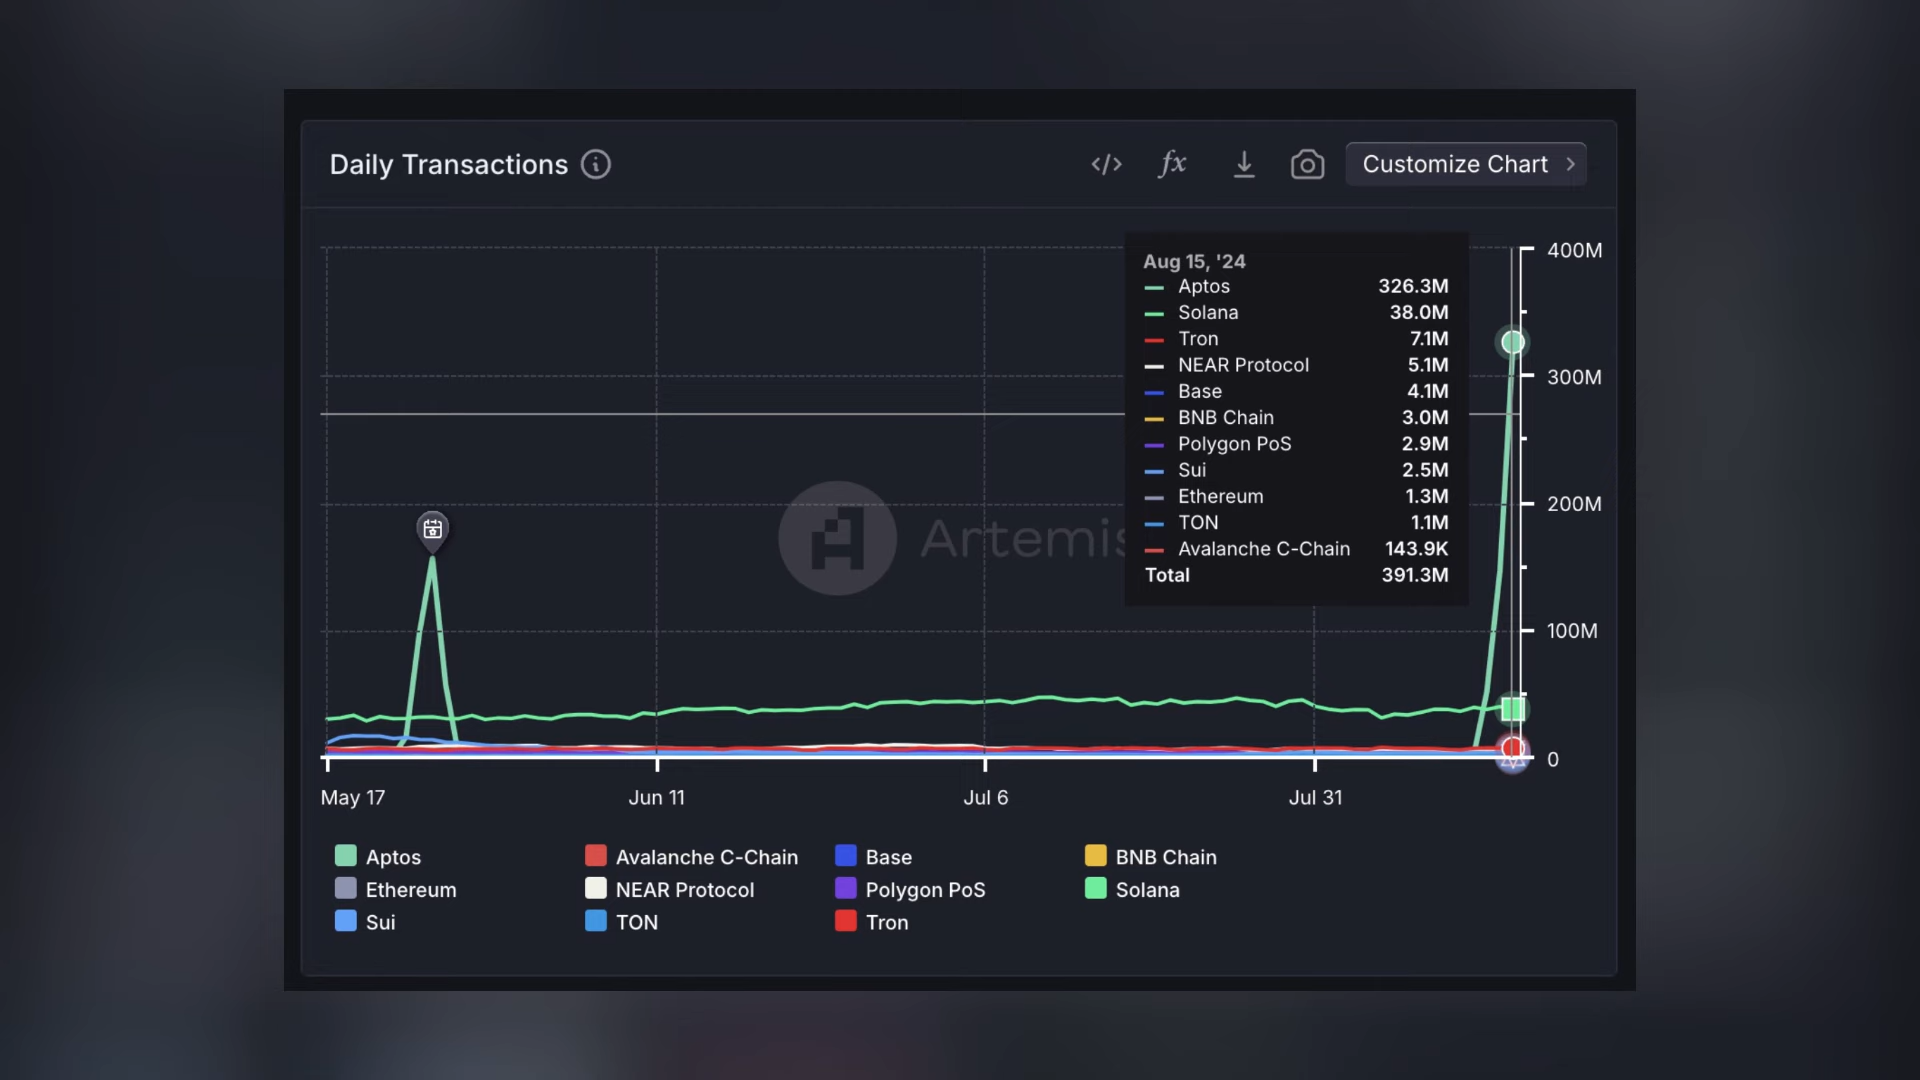 Daily Transactions
</> fx Customize Chart >
Aug 15, '24
Aptos 326.3M
Solana 38.0M
Tron 7.1M
NEAR Protocol 5.1M
Base 4.1M
BNB Chain 3.0M
Polygon PoS 2.9M
Sui 2.5M
Ethereum 1.3M
TON 1.1M
Avalanche C-Chain 143.9K
Total 391.3M
400M
300M
200M
100M
0
Artemis
May 17 Jun 11 Jul 6 Jul 31
Aptos Avalanche C-Chain Base BNB Chain
Ethereum NEAR Protocol Polygon PoS Solana
Sui TON Tron